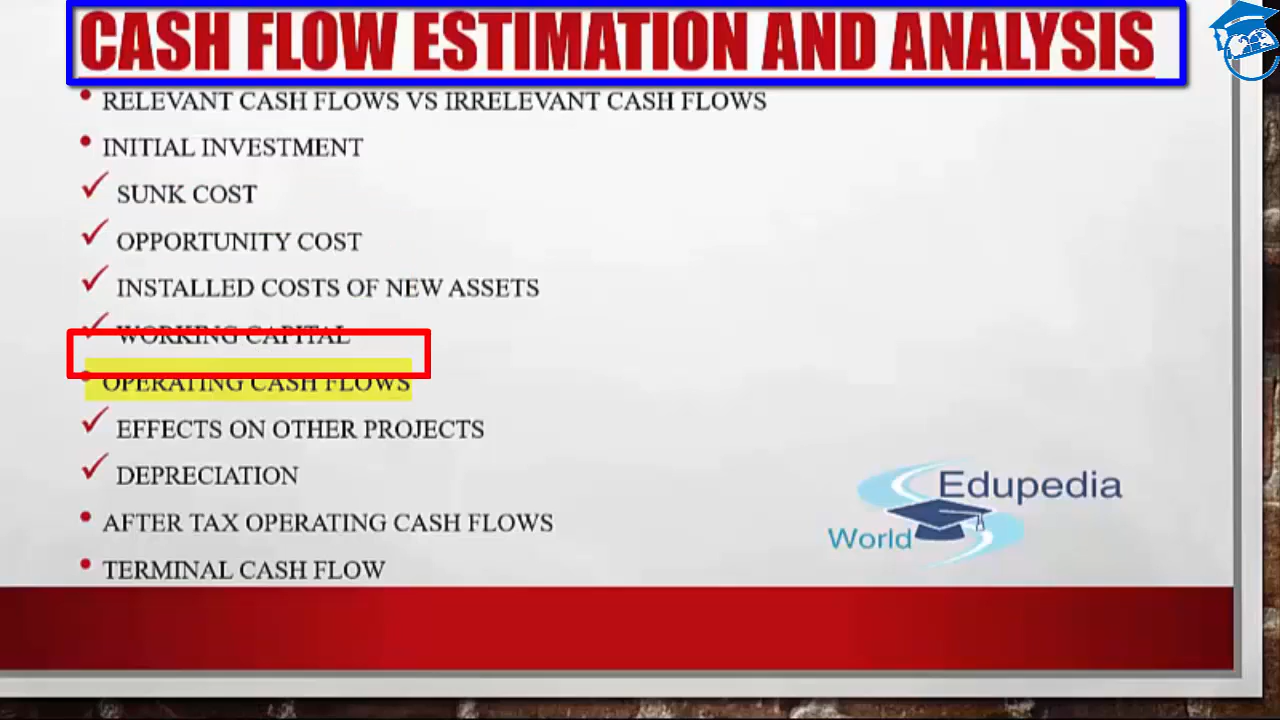 CASH FLOW ESTIMATION AND ANALYSIS
• RELEVANT CASH FLOWS VS IRRELEVANT CASH FLOWS
• INITIAL INVESTMENT
✓ SUNK COST
✓ OPPORTUNITY COST
✓ INSTALLED COSTS OF NEW ASSETS
✓ WORKING CAPITAL
• OPERATING CASH FLOWS
✓ EFFECTS ON OTHER PROJECTS
✓ DEPRECIATION
• AFTER TAX OPERATING CASH FLOWS
• TERMINAL CASH FLOW
Edupedia
World